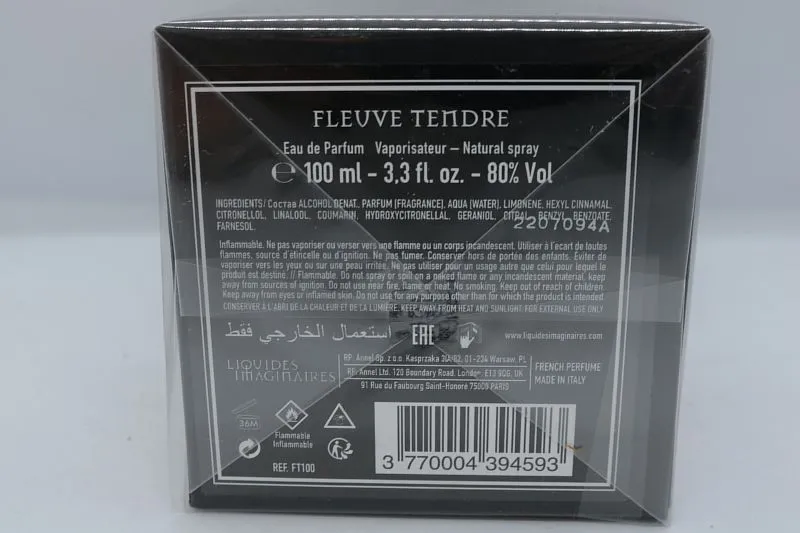 FLEUVE TENDRE
Eau de Parfum Vaporisateur – Natural spray
℮ 100 ml - 3,3 fl. oz. - 80% Vol
INGREDIENTS/ Состав ALCOHOL DENAT, PARFUM (FRAGRANCE), AQUA (WATER), LIMONENE, HEXYL CINNAMAL,
CITRONELLOL, LINALOOL, COUMARIN, HYDROXYCITRONELLAL, GERANIOL, CITRAL, BENZYL BENZOATE,
FARNESOL.
2207094A
Inflammable. Ne pas vaporiser ou verser vers une flamme ou un corps incandescent. Utiliser à l'ecart de toutes
flammes, source d'etincelle ou d'ignition. Ne pas fumer. Conserver hors de portée des enfants. Eviter de
vaporiser vers les yeux ou sur une peau irritée. Ne pas utiliser pour un usage autre que celui pour lequel le
produit est destiné. // Flammable. Do not spray or spill on a naked flame or any incandescent material. keep
away from sources of ignition. Do not use near fire, flame or heat. No smoking. Keep out of reach of children.
Keep away from eyes or inflamed skin. Do not use for any purpose other than for which the product is intended
CONSERVER À L'ABRI DE LA CHALEUR ET DE LA LUMIÈRE. KEEP AWAY FROM HEAT AND SUNLIGHT. FOR EXTERNAL USE ONLY
استعمال الخارجي فقط EAC www.liquidesimaginaires.com
LIQUIDES
IMAGINAIRES
RP: Annel Sp. z o.o. Kasprzaka 31A/82, 01-234 Warsaw, PL
RP: Annel Ltd. 120 Boundary Road, London, E13 9QG, UK
91 Rue du Faubourg Saint-Honoré 75008 PARIS
FRENCH PERFUME
MADE IN ITALY
36M
Flammable
Inflammable
REF. FT100
3 770004 394593